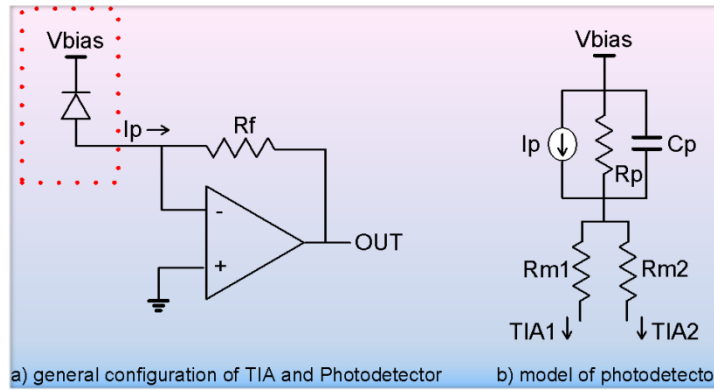 Vbias
Ip →
Rf
-
+
OUT
a) general configuration of TIA and Photodetector
Vbias
Ip
Rp
Cp
Rm1
Rm2
TIA1
TIA2
b) model of photodetecto